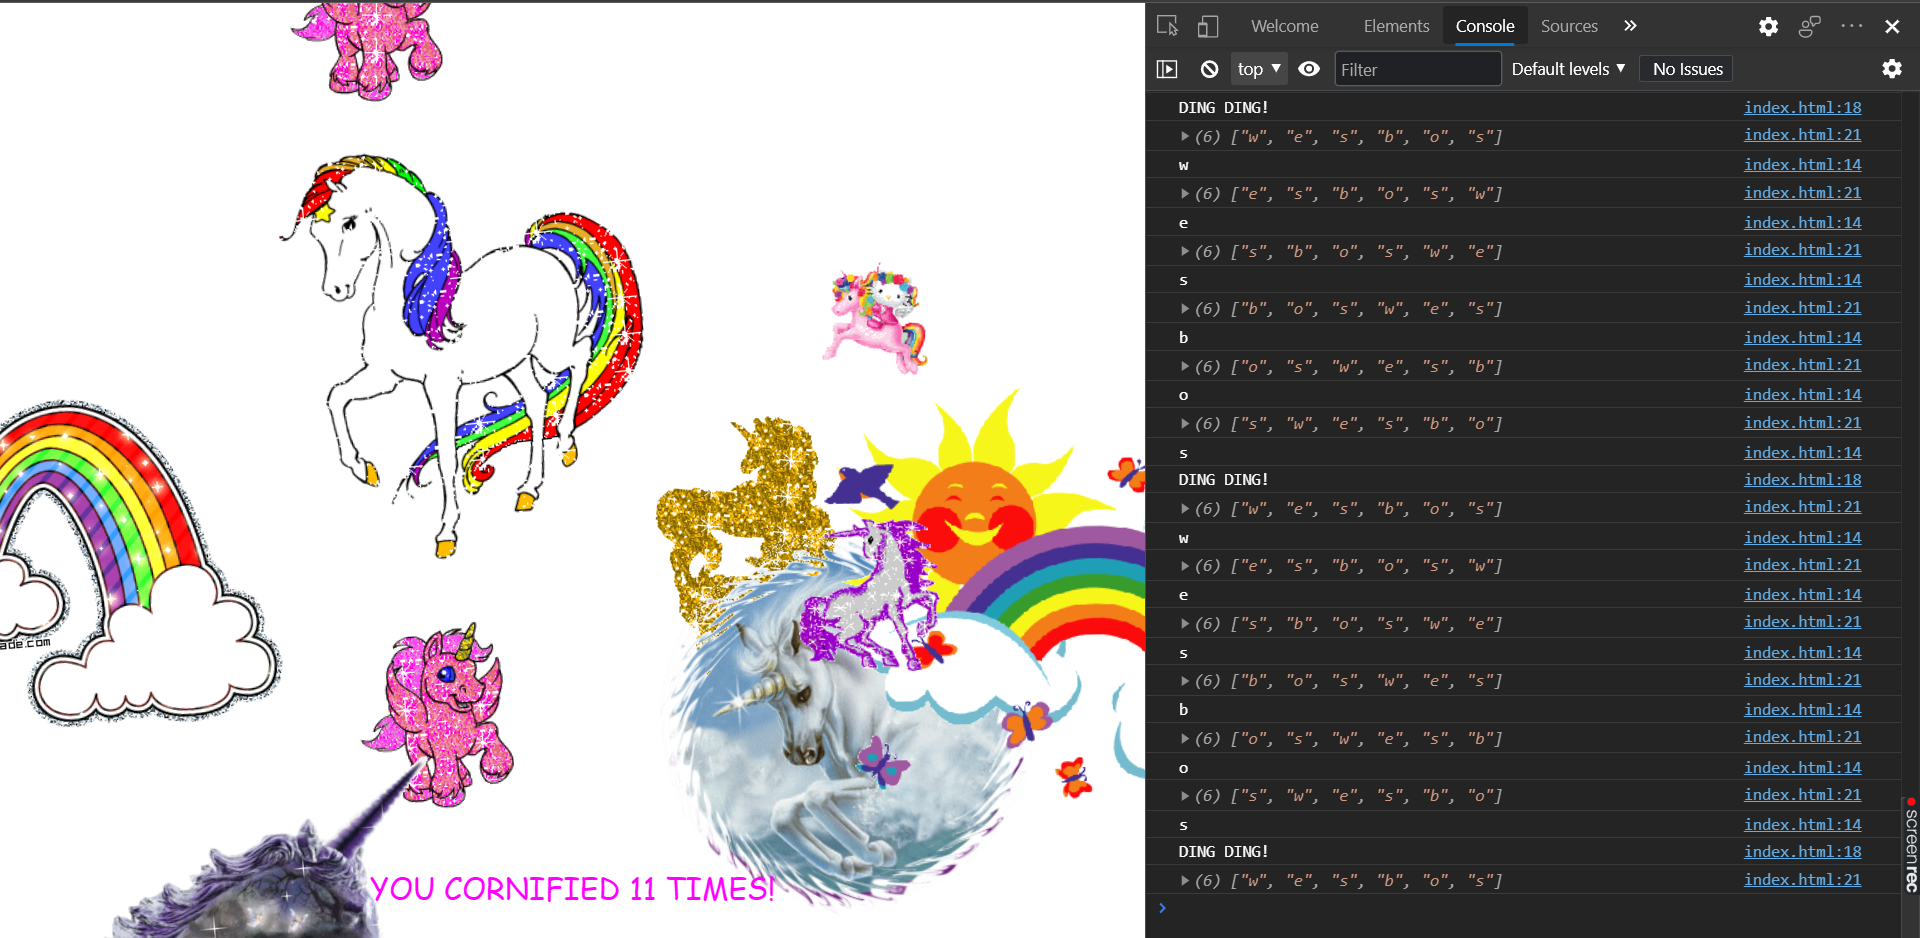 ade.com
YOU CORNIFIED 11 TIMES!
Welcome Elements Console Sources
top Filter Default levels No Issues
DING DING! index.html:18
(6) ["w", "e", "s", "b", "o", "s"] index.html:21
w index.html:14
(6) ["e", "s", "b", "o", "s", "w"] index.html:21
e index.html:14
(6) ["s", "b", "o", "s", "w", "e"] index.html:21
s index.html:14
(6) ["b", "o", "s", "w", "e", "s"] index.html:21
b index.html:14
(6) ["o", "s", "w", "e", "s", "b"] index.html:21
o index.html:14
(6) ["s", "w", "e", "s", "b", "o"] index.html:21
s index.html:14
DING DING! index.html:18
(6) ["w", "e", "s", "b", "o", "s"] index.html:21
w index.html:14
(6) ["e", "s", "b", "o", "s", "w"] index.html:21
e index.html:14
(6) ["s", "b", "o", "s", "w", "e"] index.html:21
s index.html:14
(6) ["b", "o", "s", "w", "e", "s"] index.html:21
b index.html:14
(6) ["o", "s", "w", "e", "s", "b"] index.html:21
o index.html:14
(6) ["s", "w", "e", "s", "b", "o"] index.html:21
s index.html:14
DING DING! index.html:18
(6) ["w", "e", "s", "b", "o", "s"] index.html:21
screenrec